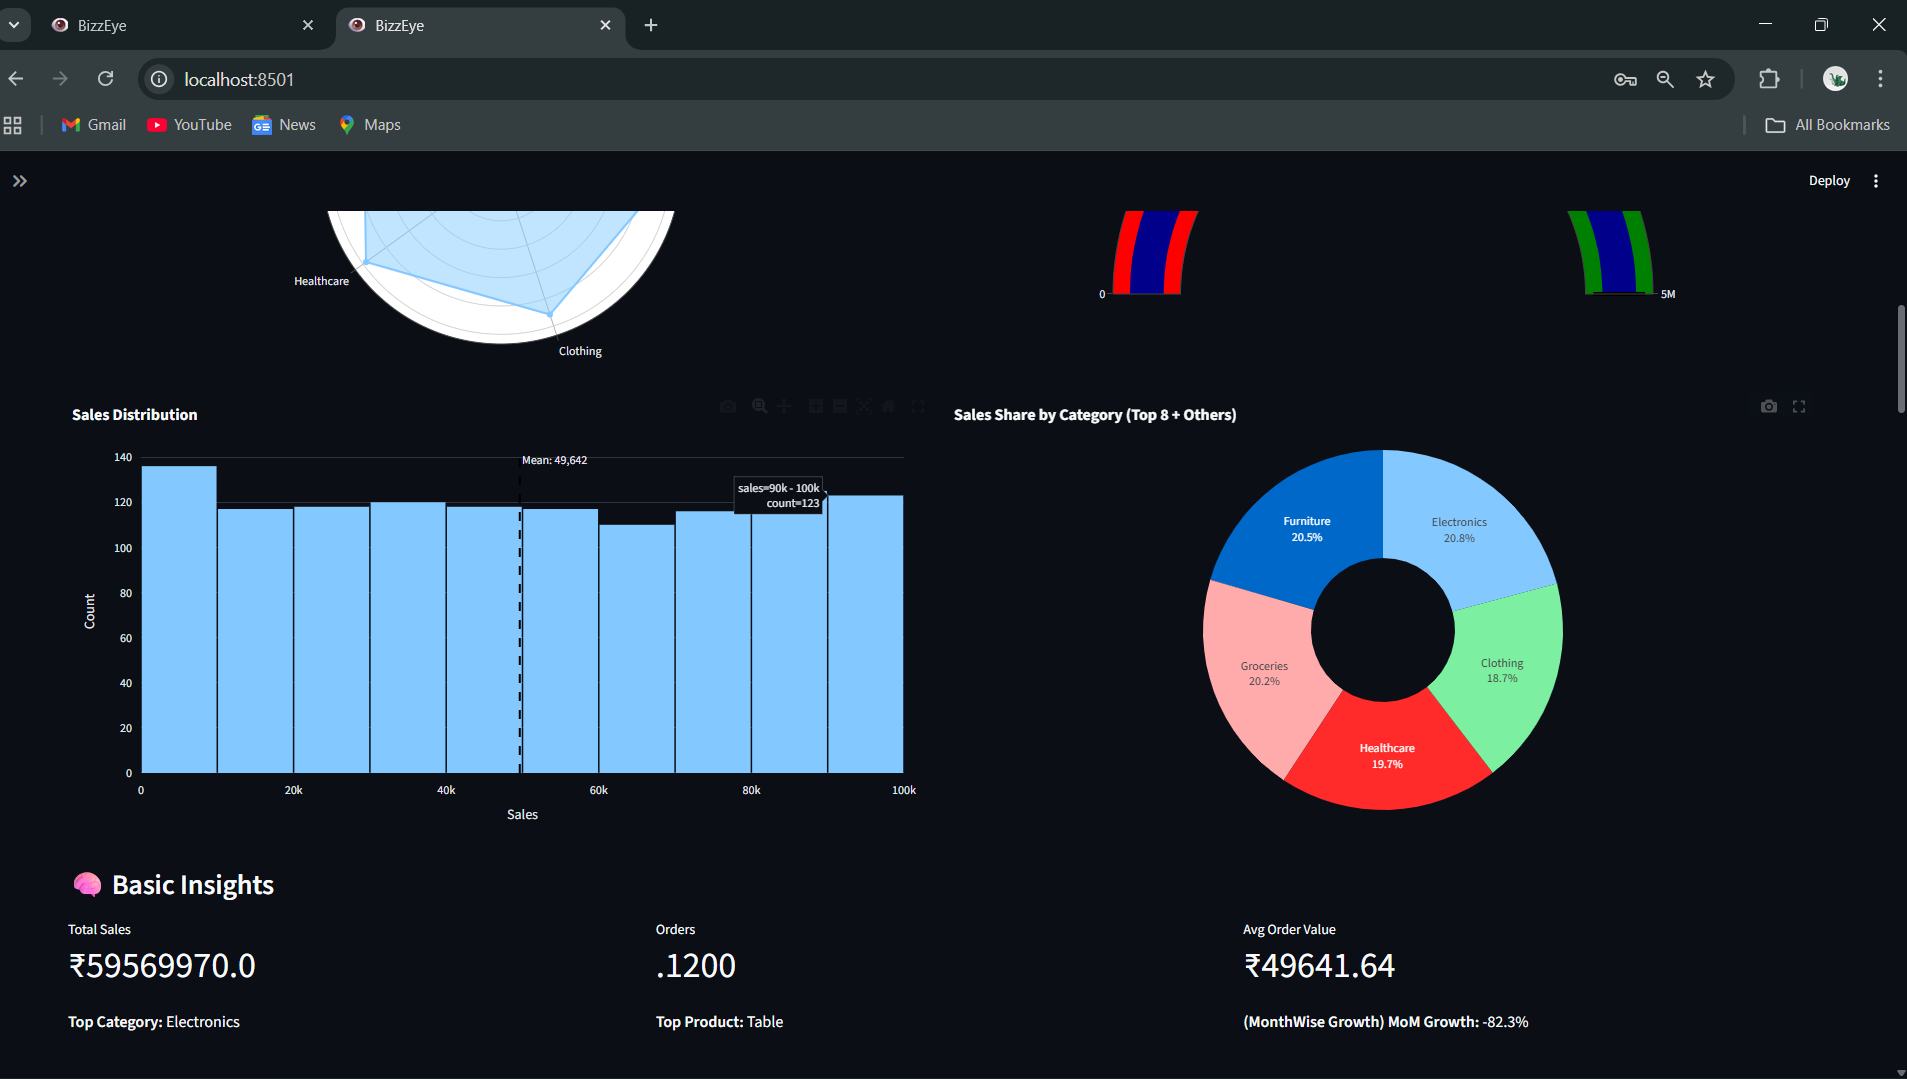 BizzEye
BizzEye
localhost:8501
Gmail
YouTube
News
Maps
All Bookmarks
Deploy
Healthcare
Clothing
0
5M
Sales Distribution
Mean: 49,642
sales=90k - 100k
count=123
140
120
100
80
60
40
20
0
Count
0
20k
40k
60k
80k
100k
Sales
Sales Share by Category (Top 8 + Others)
Furniture
20.5%
Electronics
20.8%
Groceries
20.2%
Clothing
18.7%
Healthcare
19.7%
Basic Insights
Total Sales
₹59569970.0
Orders
.1200
Avg Order Value
₹49641.64
Top Category: Electronics
Top Product: Table
(MonthWise Growth) MoM Growth: -82.3%